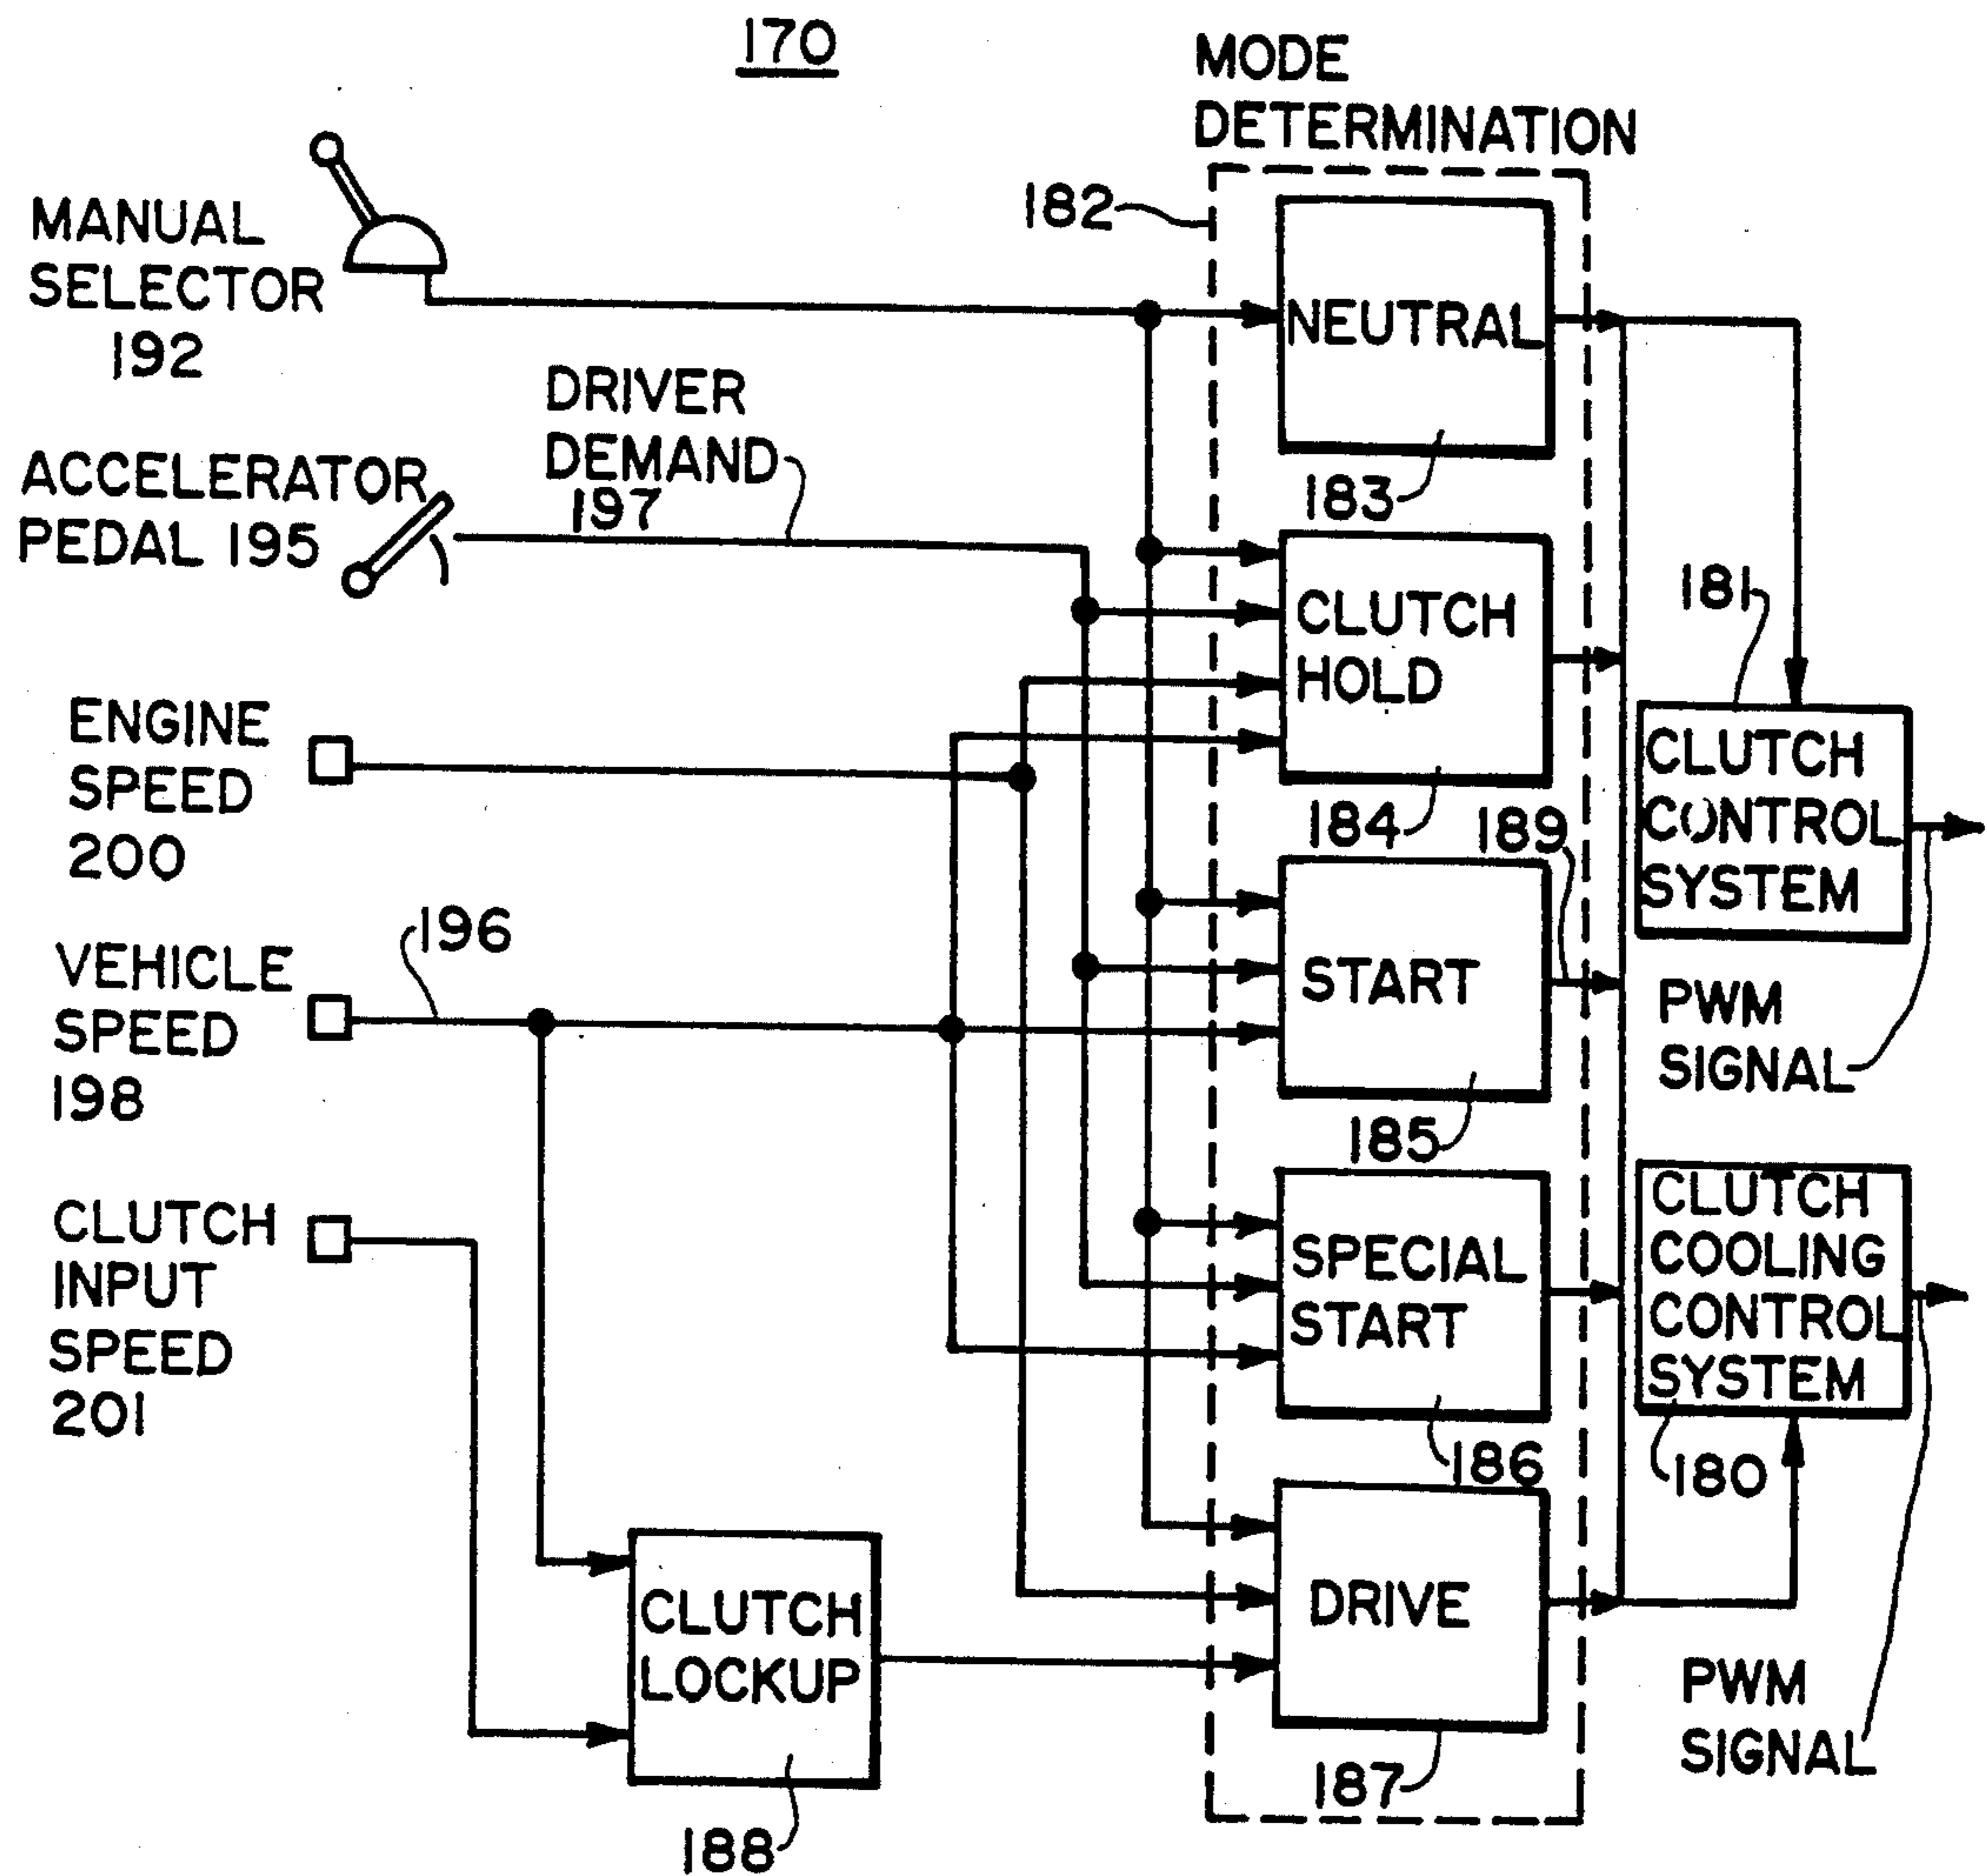 170
MODE
DETERMINATION
182
MANUAL
SELECTOR
192
NEUTRAL
183
DRIVER
DEMAND
197
ACCELERATOR
PEDAL 195
CLUTCH
HOLD
184
181
ENGINE
SPEED
200
CLUTCH
CONTROL
SYSTEM
189
VEHICLE
SPEED
198
196
START
185
PWM
SIGNAL
CLUTCH
INPUT
SPEED
201
SPECIAL
START
186
CLUTCH
COOLING
CONTROL
SYSTEM
180
CLUTCH
LOCKUP
188
DRIVE
187
PWM
SIGNAL